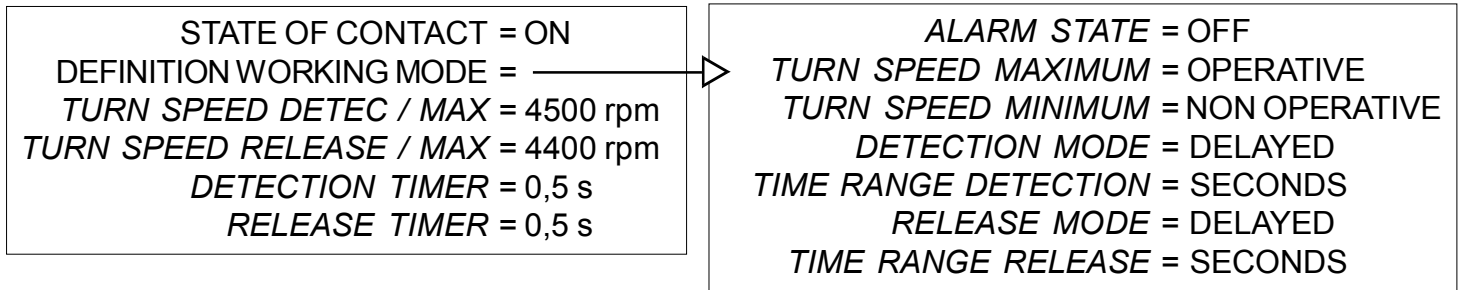 STATE OF CONTACT = ON
DEFINITION WORKING MODE =
TURN SPEED DETEC / MAX = 4500 rpm
TURN SPEED RELEASE / MAX = 4400 rpm
DETECTION TIMER = 0,5 s
RELEASE TIMER = 0,5 s
ALARM STATE = OFF
TURN SPEED MAXIMUM = OPERATIVE
TURN SPEED MINIMUM = NON OPERATIVE
DETECTION MODE = DELAYED
TIME RANGE DETECTION = SECONDS
RELEASE MODE = DELAYED
TIME RANGE RELEASE = SECONDS